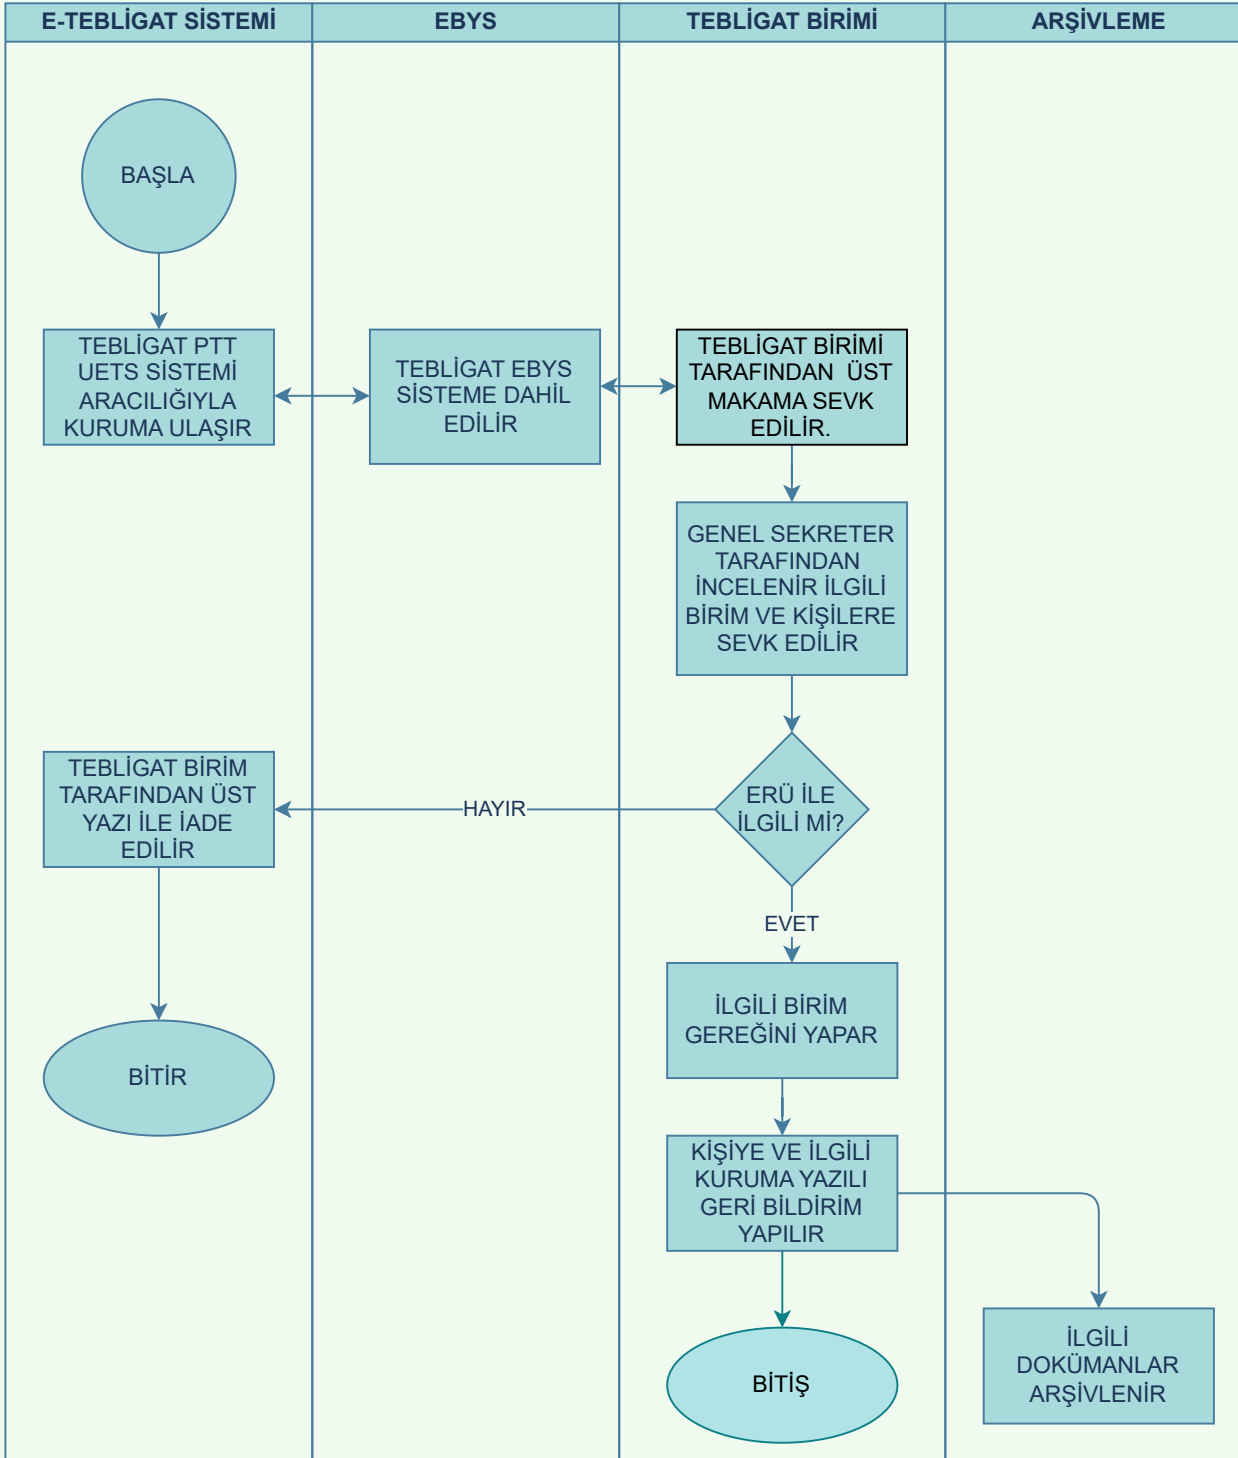 E-TEBLİGAT SİSTEMİ
EBYS
TEBLİGAT BİRİMİ
ARŞİVLEME
BAŞLA
TEBLİGAT PTT
UETS SİSTEMİ
ARACILIĞIYLA
KURUMA ULAŞIR
TEBLİGAT EBYS
SİSTEME DAHİL
EDİLİR
TEBLİGAT BİRİMİ
TARAFINDAN ÜST
MAKAMA SEVK
EDİLİR.
GENEL SEKRETER
TARAFINDAN
İNCELENİR İLGİLİ
BİRİM VE KİŞİLERE
SEVK EDİLİR
ERÜ İLE
İLGİLİ Mİ?
HAYIR
TEBLİGAT BİRİM
TARAFINDAN ÜST
YAZI İLE İADE
EDİLİR
BİTİR
EVET
İLGİLİ BİRİM
GEREĞİNİ YAPAR
KİŞİYE VE İLGİLİ
KURUMA YAZILI
GERİ BİLDİRİM
YAPILIR
BİTİŞ
İLGİLİ
DOKÜMANLAR
ARŞİVLENİR